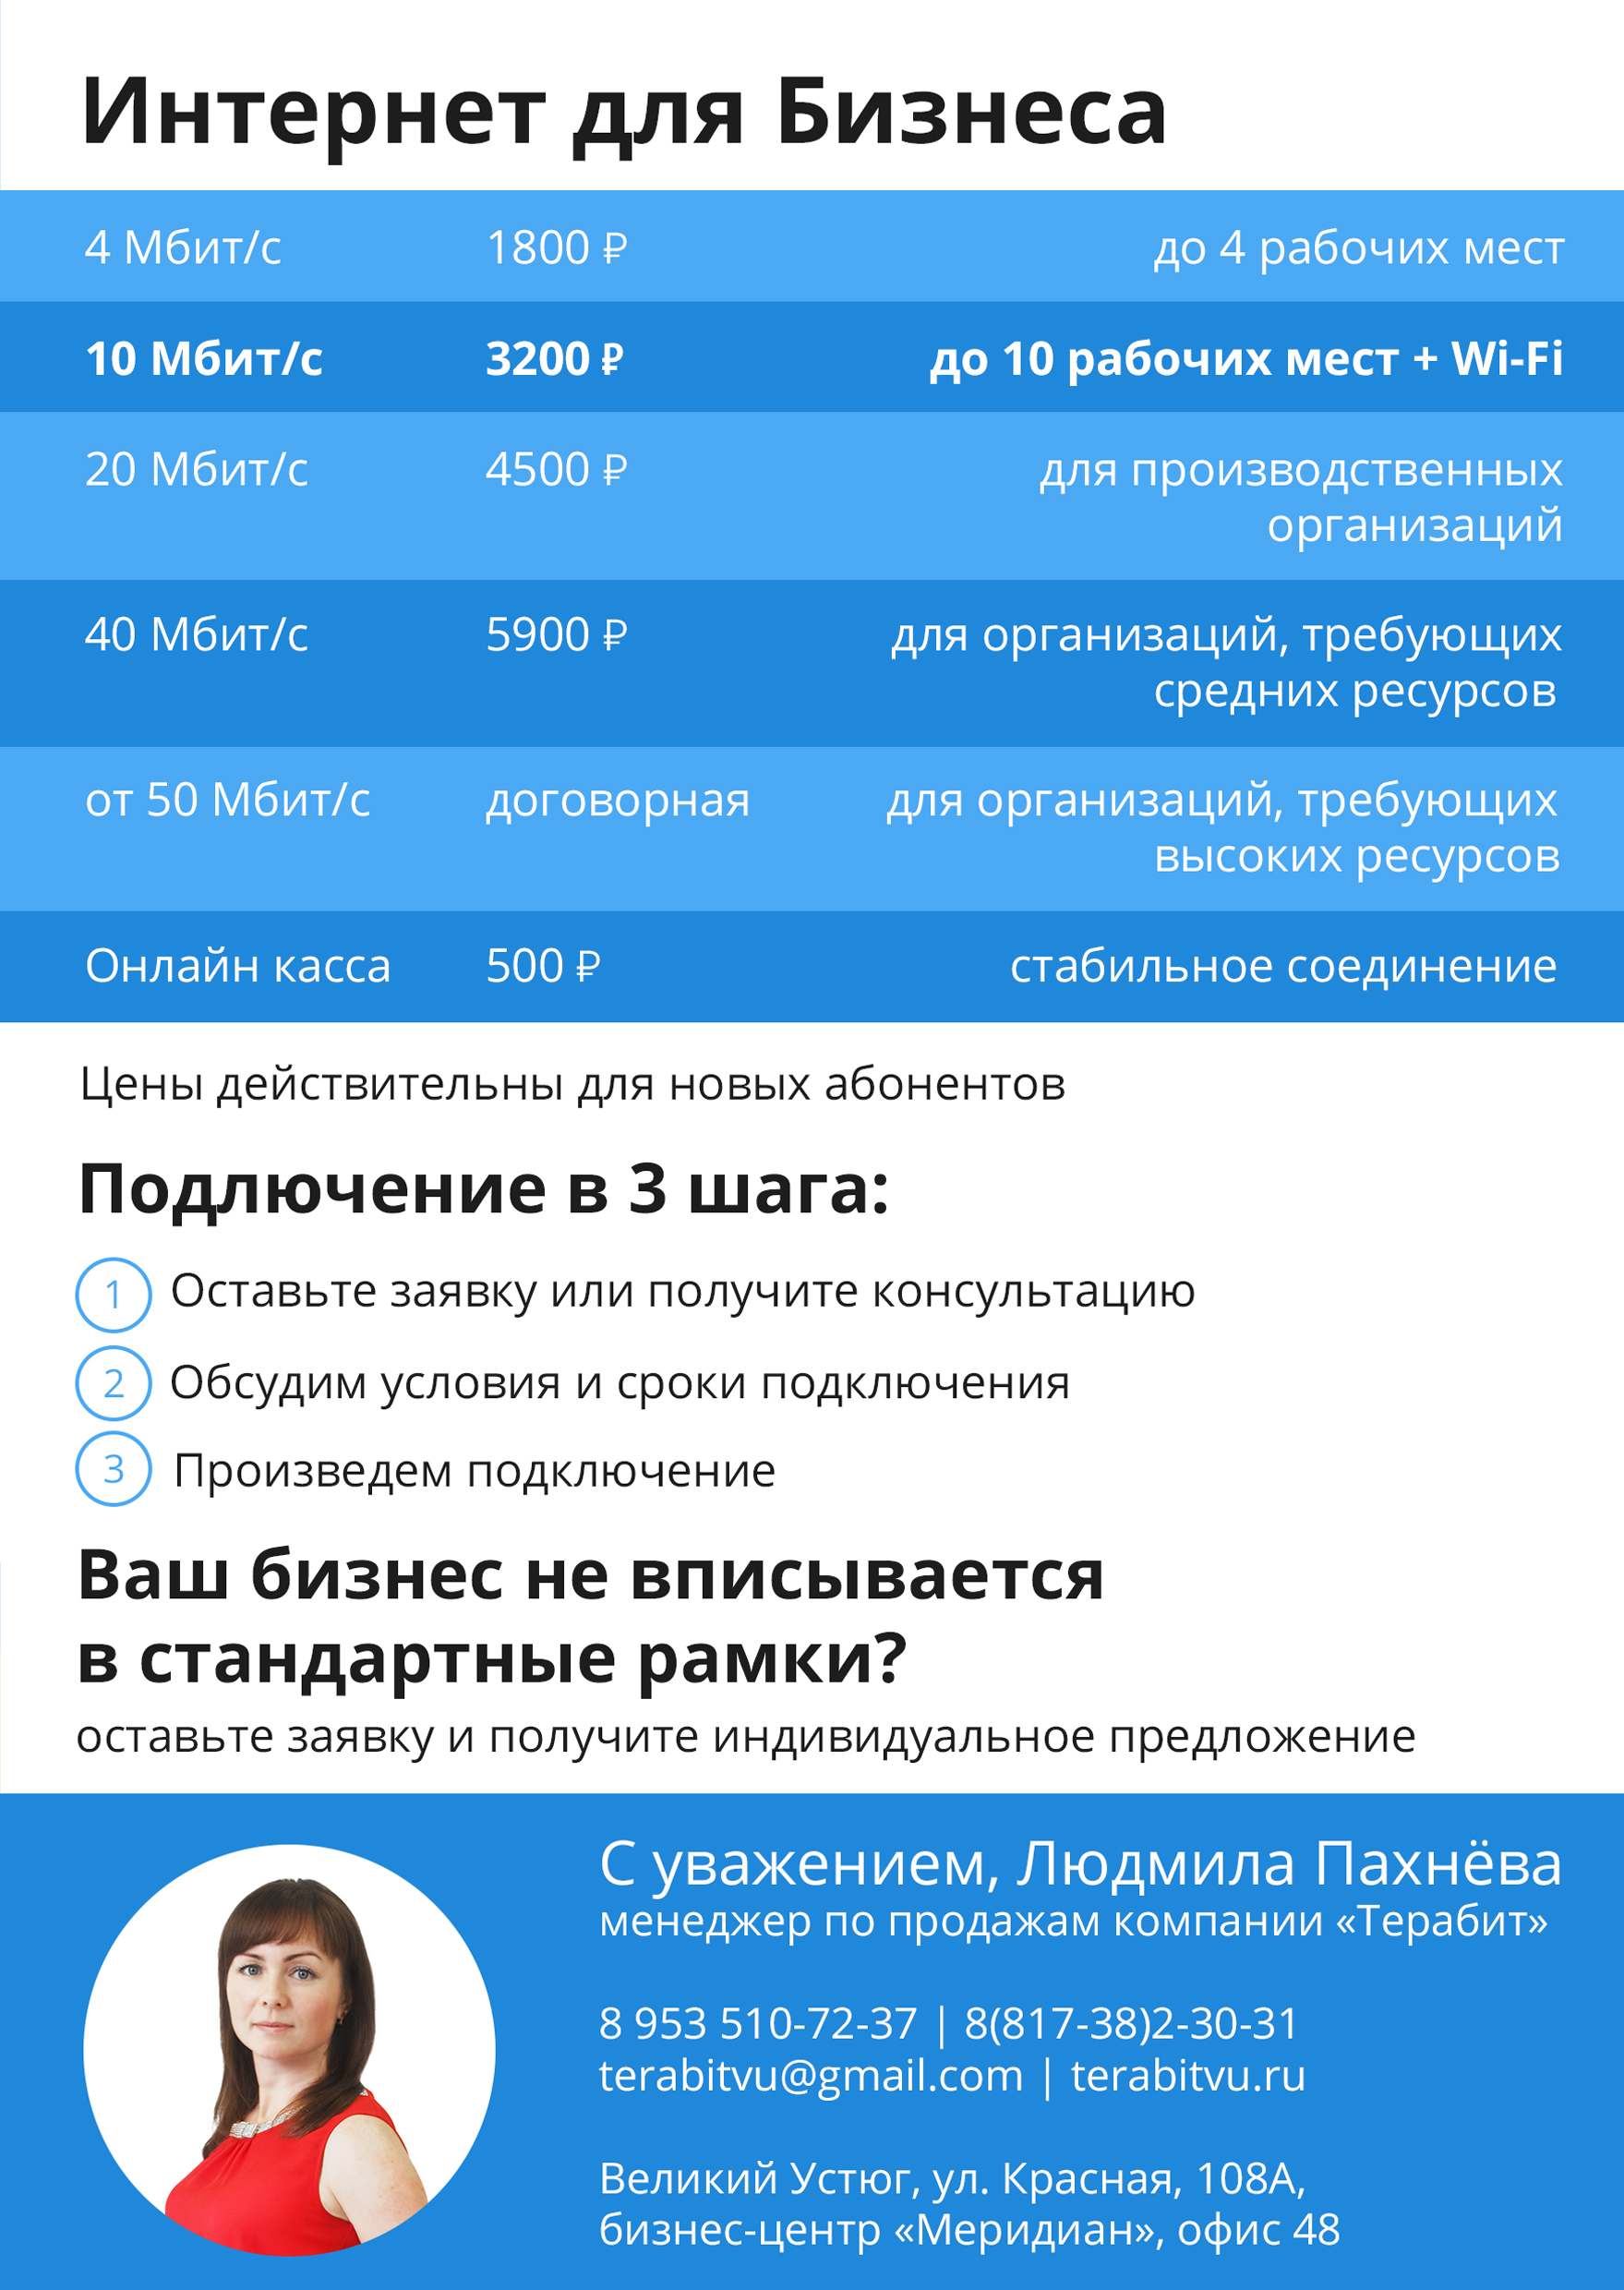 Интернет для Бизнеса
4 Мбит/с 1800 ₽ до 4 рабочих мест
10 Мбит/с 3200 ₽ до 10 рабочих мест + Wi-Fi
20 Мбит/с 4500 ₽ для производственных
организаций
40 Мбит/с 5900 ₽ для организаций, требующих
средних ресурсов
от 50 Мбит/с договорная для организаций, требующих
высоких ресурсов
Онлайн касса 500 ₽ стабильное соединение
Цены действительны для новых абонентов
Подлючение в 3 шага:
1 Оставьте заявку или получите консультацию
2 Обсудим условия и сроки подключения
3 Произведем подключение
Ваш бизнес не вписывается
в стандартные рамки?
оставьте заявку и получите индивидуальное предложение
С уважением, Людмила Пахнёва
менеджер по продажам компании «Терабит»
8 953 510-72-37 | 8(817-38)2-30-31
terabitvu@gmail.com | terabitvu.ru
Великий Устюг, ул. Красная, 108А,
бизнес-центр «Меридиан», офис 48